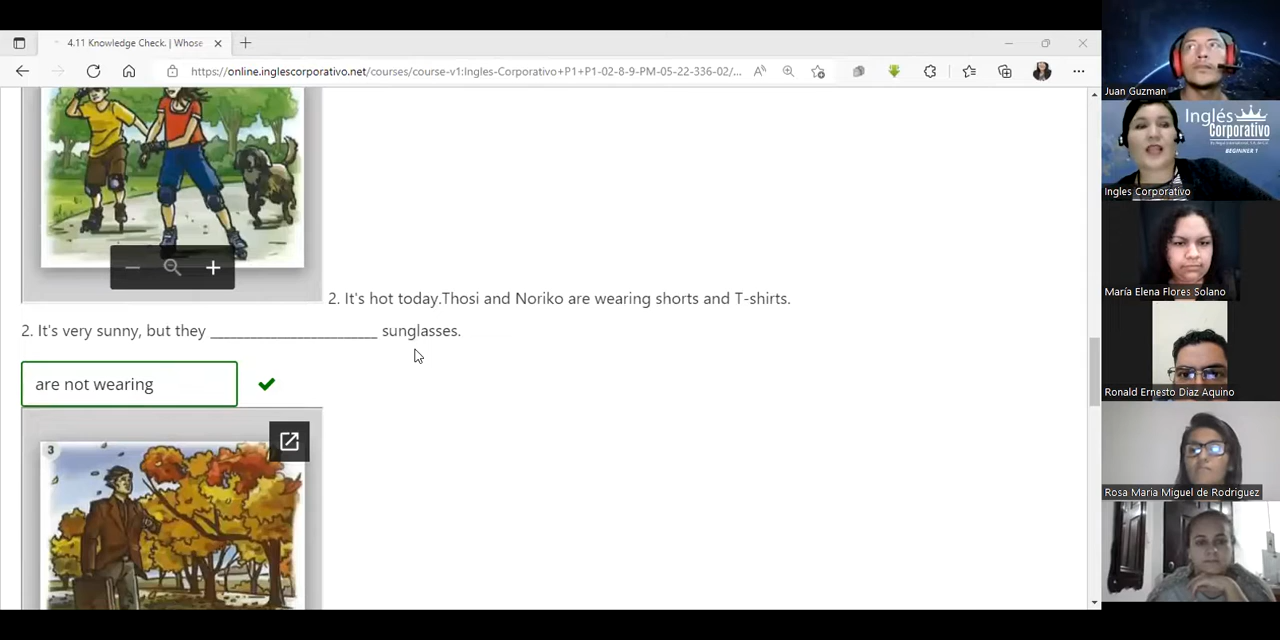 4.11 Knowledge Check. | Whose
https://online.inglescorporativo.net/courses/course-v1:Ingles-Corporativo+P1+P1-02-8-9-PM-05-22-336-02/...
2. It's hot today.Thosi and Noriko are wearing shorts and T-shirts.
2. It's very sunny, but they ______________________ sunglasses.
are not wearing
3
Juan Guzman
Inglés
Corporativo
BEGINNER 1
Ingles Corporativo
María Elena Flores Solano
Ronald Ernesto Diaz Aquino
Rosa Maria Miguel de Rodriguez